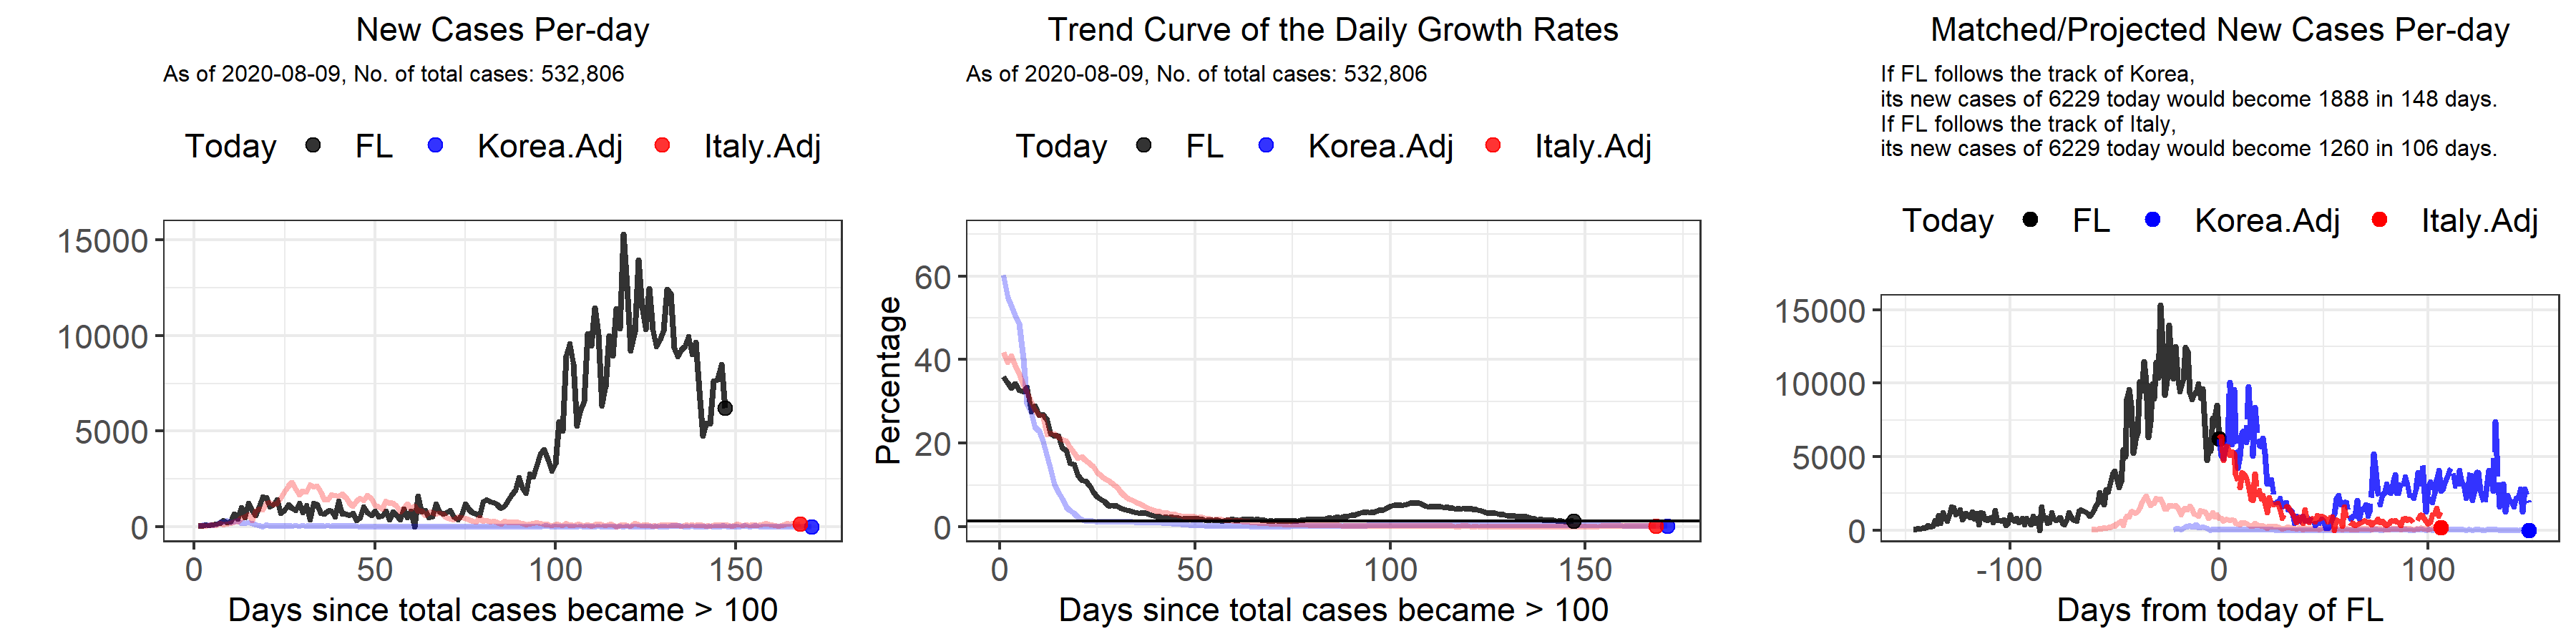 New Cases Per-day
As of 2020-08-09, No. of total cases: 532,806
Today FL Korea.Adj Italy.Adj
15000
10000
5000
0
0 50 100 150
Days since total cases became > 100
Trend Curve of the Daily Growth Rates
As of 2020-08-09, No. of total cases: 532,806
Today FL Korea.Adj Italy.Adj
Percentage
60
40
20
0
0 50 100 150
Days since total cases became > 100
Matched/Projected New Cases Per-day
If FL follows the track of Korea,
its new cases of 6229 today would become 1888 in 148 days.
If FL follows the track of Italy,
its new cases of 6229 today would become 1260 in 106 days.
Today FL Korea.Adj Italy.Adj
15000
10000
5000
0
-100 0 100
Days from today of FL